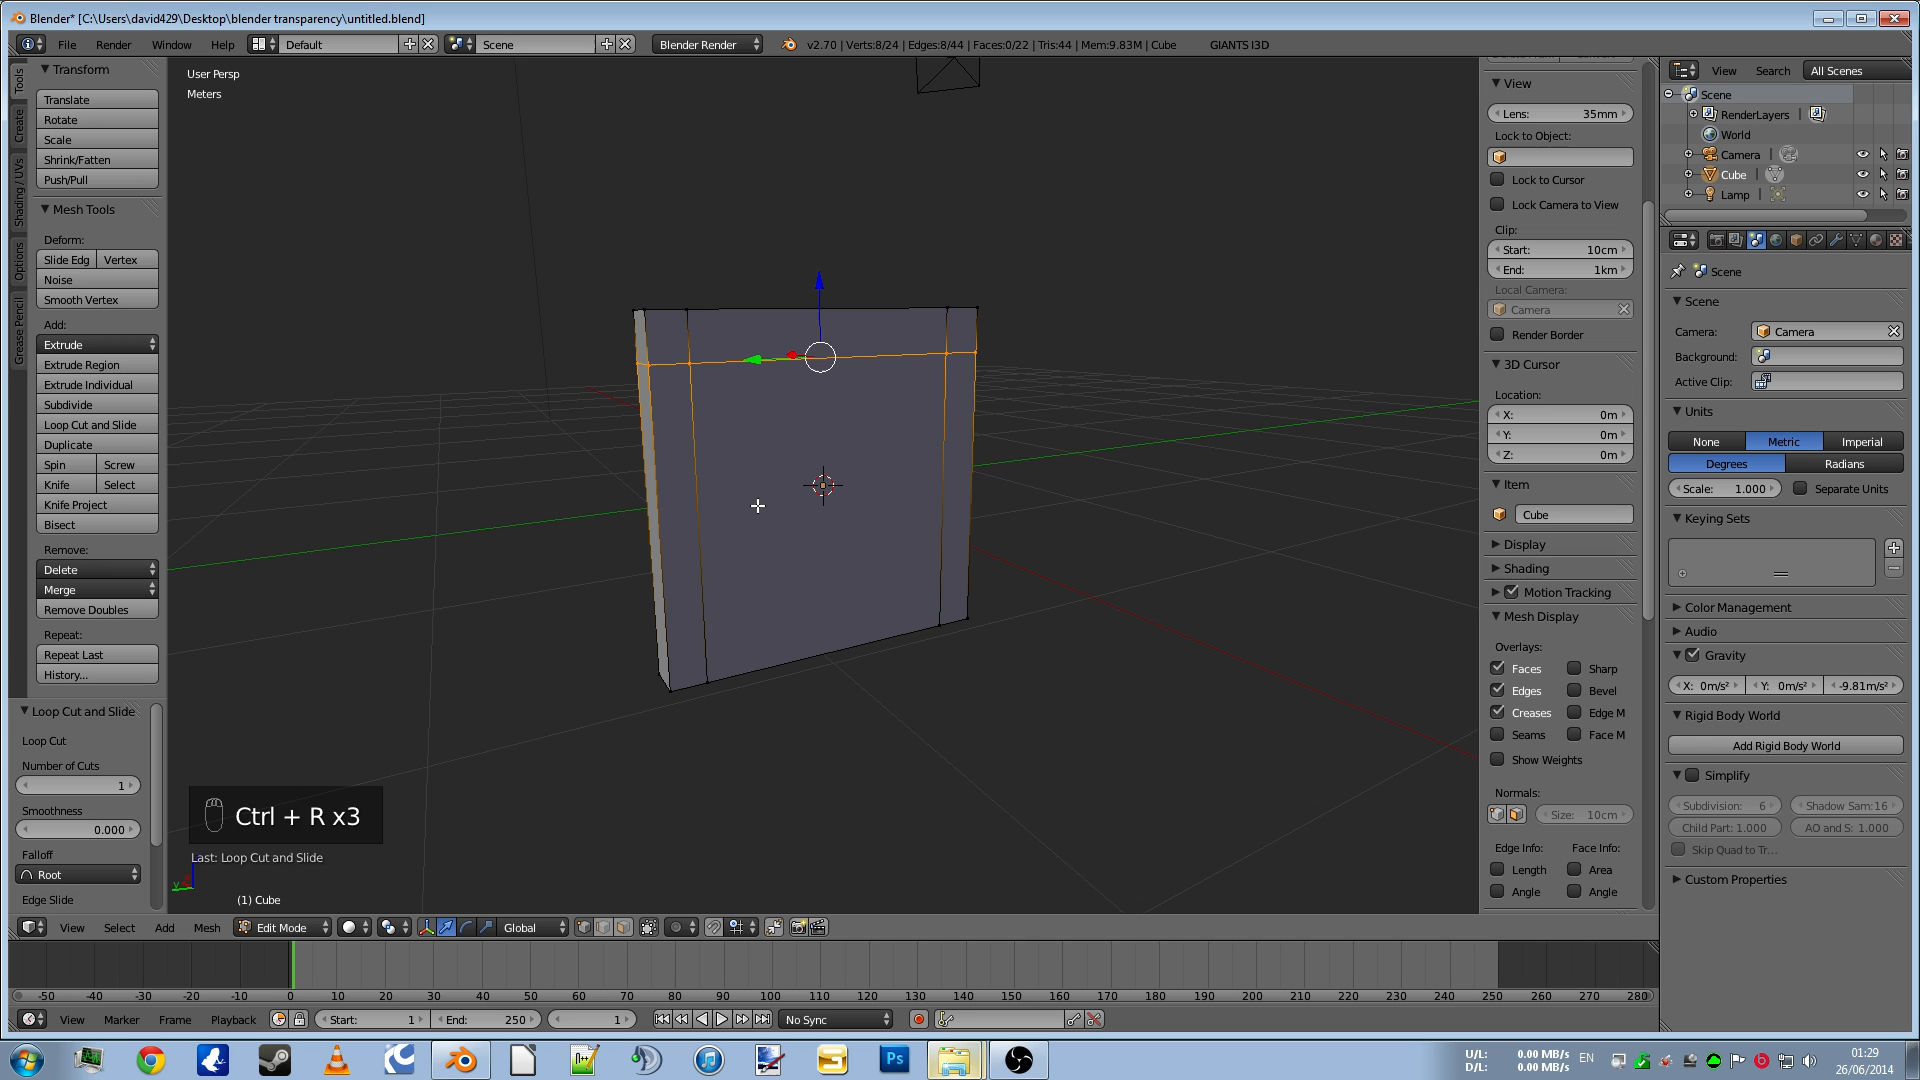 Blender* [C:\Users\david429\Desktop\blender transparency\untitled.blend]
File Render Window Help Default Scene Blender Render v2.70 | Verts:8/24 | Edges:8/44 | Faces:0/22 | Tris:44 | Mem:9.83M | Cube GIANTS I3D
Tools
Create
Shading / UVs
Options
Grease Pencil
Transform
Translate
Rotate
Scale
Shrink/Fatten
Push/Pull
Mesh Tools
Deform:
Slide Edg Vertex
Noise
Smooth Vertex
Add:
Extrude
Extrude Region
Extrude Individual
Subdivide
Loop Cut and Slide
Duplicate
Spin Screw
Knife Select
Knife Project
Bisect
Remove:
Delete
Merge
Remove Doubles
Repeat:
Repeat Last
History...
Loop Cut and Slide
Loop Cut
Number of Cuts
1
Smoothness
0.000
Falloff
Root
Edge Slide
User Persp
Meters
Ctrl + R x3
Last: Loop Cut and Slide
y
(1) Cube
View
Lens: 35mm
Lock to Object:
Lock to Cursor
Lock Camera to View
Clip:
Start: 10cm
End: 1km
Local Camera:
Camera
Render Border
3D Cursor
Location:
X: 0m
Y: 0m
Z: 0m
Item
Cube
Display
Shading
Motion Tracking
Mesh Display
Overlays:
Faces Sharp
Edges Bevel
Creases Edge M
Seams Face M
Show Weights
Normals:
Size: 10cm
Edge Info: Face Info:
Length Area
Angle Angle
View Search All Scenes
Scene
RenderLayers
World
Camera
Cube
Lamp
Scene
Scene
Camera: Camera
Background:
Active Clip:
Units
None Metric Imperial
Degrees Radians
Scale: 1.000 Separate Units
Keying Sets
Color Management
Audio
Gravity
X: 0m/s² Y: 0m/s² -9.81m/s²
Rigid Body World
Add Rigid Body World
Simplify
Subdivision: 6 Shadow Sam:16
Child Part: 1.000 AO and S: 1.000
Skip Quad to Tr...
Custom Properties
View Select Add Mesh Edit Mode Global
-50 -40 -30 -20 -10 0 10 20 30 40 50 60 70 80 90 100 110 120 130 140 150 160 170 180 190 200 210 220 230 240 250 260 270 280
View Marker Frame Playback Start: 1 End: 250 1 No Sync
Ps
U/L: 0.00 MB/s EN
D/L: 0.00 MB/s
01:29
26/06/2014